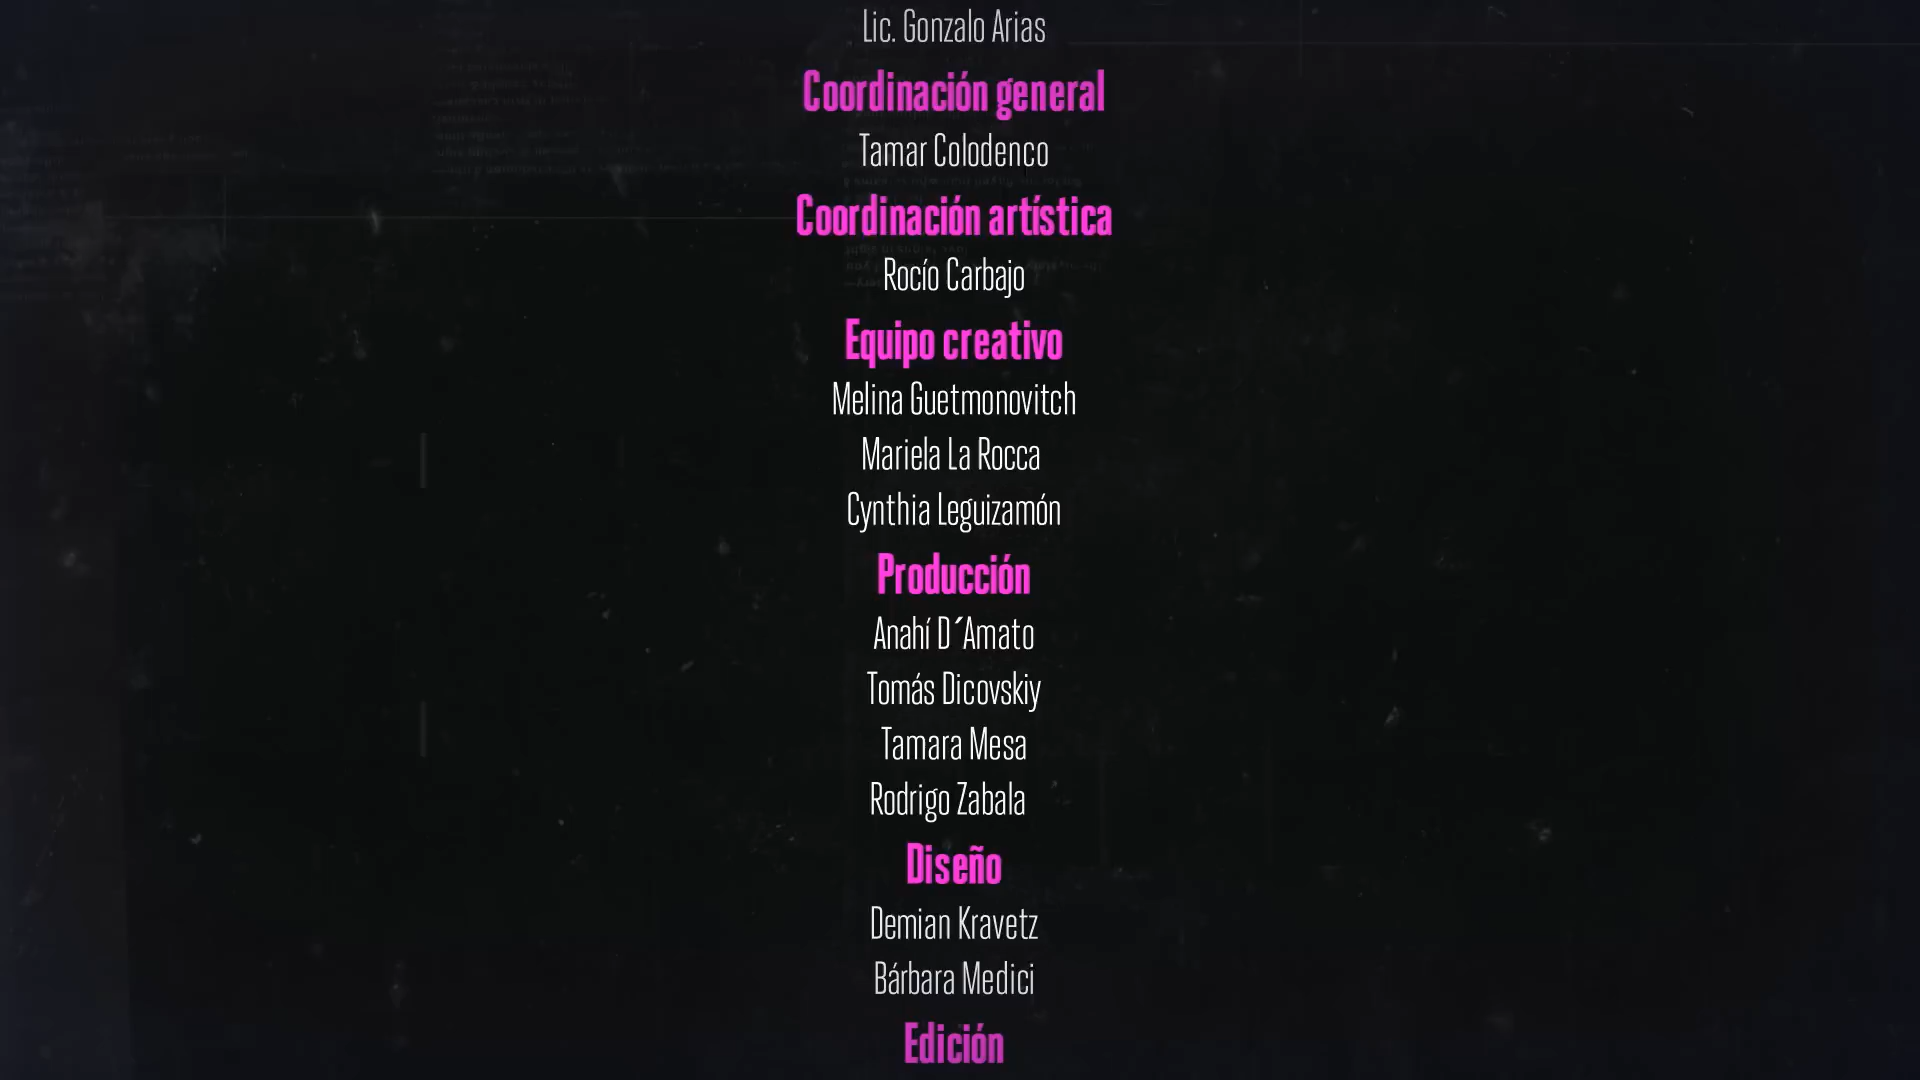 Lic. Gonzalo Arias
Coordinación general
Tamar Colodenco
Coordinación artística
Rocío Carbajo
Equipo creativo
Melina Guetmonovitch
Mariela La Rocca
Cynthia Leguizamón
Producción
Anahí D´Amato
Tomás Dicovskiy
Tamara Mesa
Rodrigo Zabala
Diseño
Demian Kravetz
Bárbara Medici
Edición